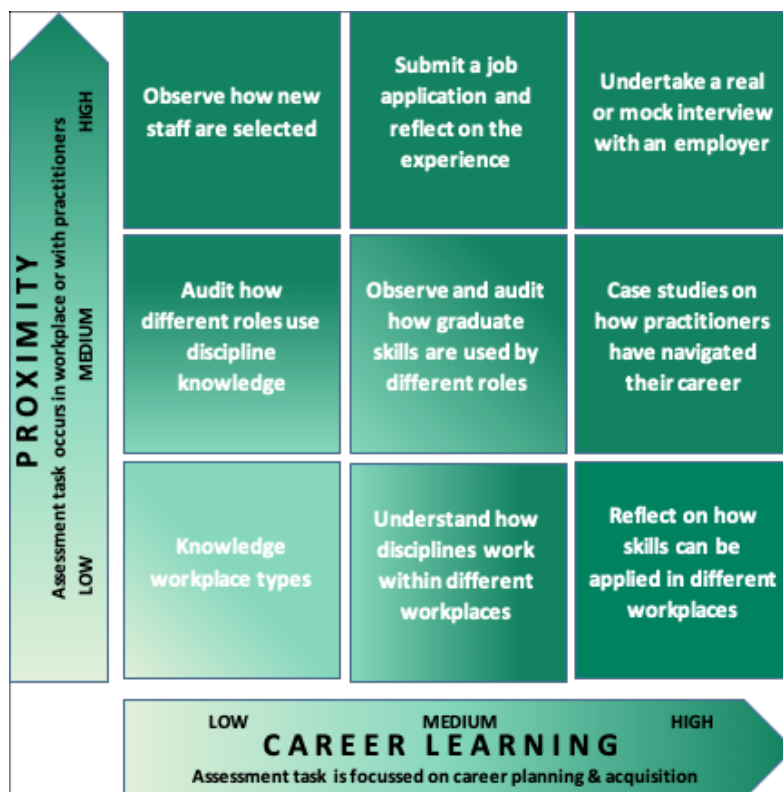 PROXIMITY
Assessment task occurs in workplace or with practitioners
HIGH
MEDIUM
LOW
Observe how new
staff are selected
Submit a job
application and
reflect on the
experience
Undertake a real
or mock interview
with an employer
Audit how
different roles use
discipline
knowledge
Observe and audit
how graduate
skills are used by
different roles
Case studies on
how practitioners
have navigated
their career
Knowledge
workplace types
Understand how
disciplines work
within different
workplaces
Reflect on how
skills can be
applied in different
workplaces
LOW MEDIUM HIGH
CAREER LEARNING
Assessment task is focussed on career planning & acquisition